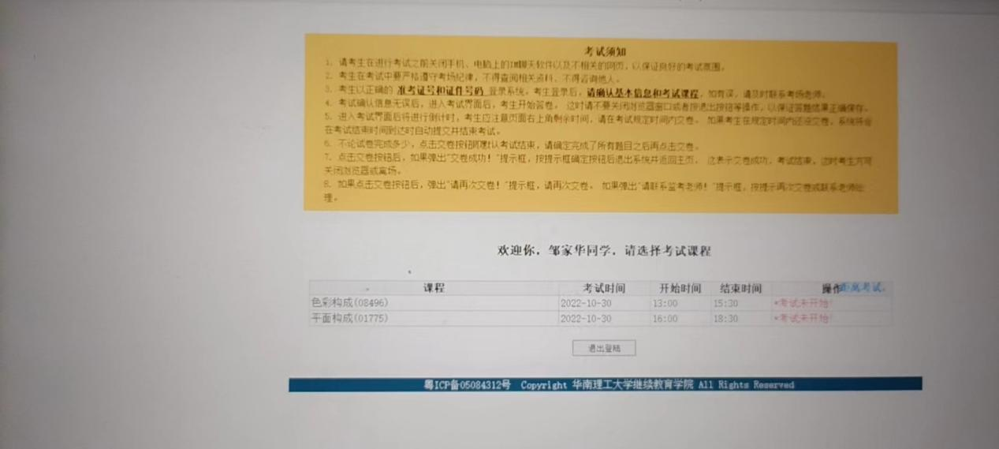 考试须知
1. 请考生在进行考试之前关闭手机、电脑上的IM聊天软件以及不相关的网页，以保证良好的考试氛围。
2. 考生在考试中要严格遵守考场纪律，不得查阅相关资料、不得咨询他人。
3. 考生以正确的 准考证号和证件号码 登录系统，考生登录后，请确认基本信息和考试课程，如有误，请及时联系考场老师。
4. 考试确认信息无误后，进入考试界面后，考生开始答卷。 这时请不要关闭浏览器窗口或者按退出按钮等操作，以保证答题结果正确保存。
5. 进入考试界面后将进行倒计时，考生应注意页面右上角剩余时间，请在考试规定时间内交卷。 如果考生在规定时间内还没交卷，系统将会
在考试结束时间到达时自动提交并结束考试。
6. 不论试卷完成多少，点击交卷按钮即默认考试结束，请确定完成了所有题目之后再点击交卷。
7. 点击交卷按钮后，如果弹出"交卷成功！"提示框，按提示框确定按钮后退出系统并返回主页， 这表示交卷成功，考试结束，这时考生方可
关闭浏览器或离场。
8. 如果点击交卷按钮后，弹出"请再次交卷！"提示框，请再次交卷。 如果弹出"请联系监考老师！"提示框，按提示再次交卷或联系老师处
理。
欢迎你，邹家华同学，请选择考试课程
课程 考试时间 开始时间 结束时间 操作 距离考试
色彩构成(08496) 2022-10-30 13:00 15:30 *考试未开始!
平面构成(01775) 2022-10-30 16:00 18:30 *考试未开始!
退出登陆
粤ICP备05084312号 Copyright 华南理工大学继续教育学院 All Rights Reserved